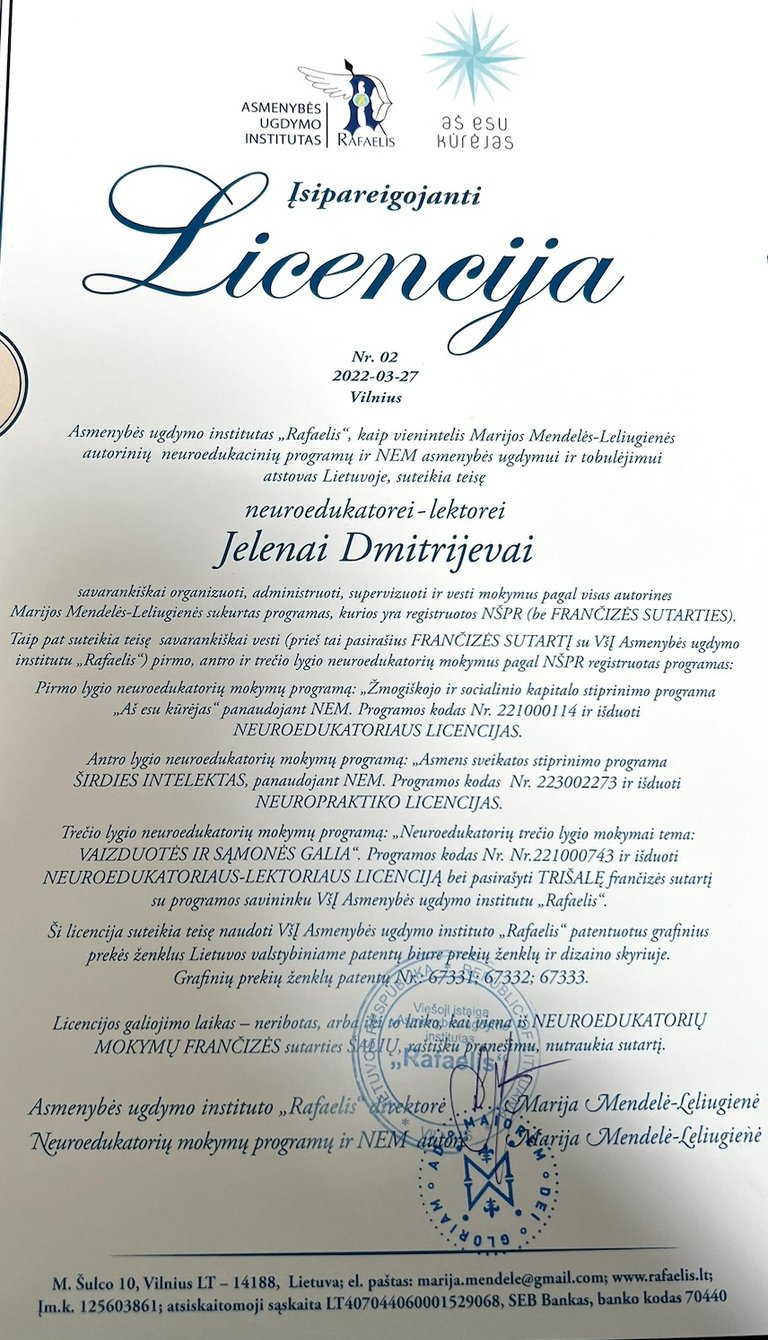 ASMENYBĖS
UGDYMO
INSTITUTAS
RAFAELIS
aš esu
kūrėjas
Įsipareigojanti
Licencija
Nr. 02
2022-03-27
Vilnius
Asmenybės ugdymo institutas „Rafaelis“, kaip vienintelis Marijos Mendelės-Leliugienės
autorinių neuroedukacinių programų ir NEM asmenybės ugdymui ir tobulėjimui
atstovas Lietuvoje, suteikia teisę
neuroedukatorei-lektorei
Jelenai Dmitrijevai
savarankiškai organizuoti, administruoti, supervizuoti ir vesti mokymus pagal visas autorines
Marijos Mendelės-Leliugienės sukurtas programas, kurios yra registruotos NŠPR (be FRANČIZĖS SUTARTIES).
Taip pat suteikia teisę savarankiškai vesti (prieš tai pasirašius FRANČIZĖS SUTARTĮ su VšĮ Asmenybės ugdymo
institutu „Rafaelis“) pirmo, antro ir trečio lygio neuroedukatorių mokymus pagal NŠPR registruotas programas:
Pirmo lygio neuroedukatorių mokymų programą: „Žmogiškojo ir socialinio kapitalo stiprinimo programa
„Aš esu kūrėjas“ panaudojant NEM. Programos kodas Nr. 221000114 ir išduoti
NEUROEDUKATORIAUS LICENCIJAS.
Antro lygio neuroedukatorių mokymų programą: „Asmens sveikatos stiprinimo programa
ŠIRDIES INTELEKTAS, panaudojant NEM. Programos kodas Nr. 223002273 ir išduoti
NEUROPRAKTIKO LICENCIJAS.
Trečio lygio neuroedukatorių mokymų programą: „Neuroedukatorių trečio lygio mokymai tema:
VAIZDUOTĖS IR SĄMONĖS GALIA“. Programos kodas Nr. Nr.221000743 ir išduoti
NEUROEDUKATORIAUS-LEKTORIAUS LICENCIJĄ bei pasirašyti TRIŠALĘ frančizės sutartį
su programos savininku VšĮ Asmenybės ugdymo institutu „Rafaelis“.
Ši licencija suteikia teisę naudoti VšĮ Asmenybės ugdymo instituto „Rafaelis“ patentuotus grafinius
prekės ženklus Lietuvos valstybiniame patentų biure prekių ženklų ir dizaino skyriuje.
Grafinių prekių ženklų patentų Nr. 67331; 67332; 67333.
Licencijos galiojimo laikas – neribotas, arba iki to laiko, kai viena iš NEUROEDUKATORIŲ
MOKYMŲ FRANČIZĖS sutarties ŠALIŲ, raštišku pranešimu, nutraukia sutartį.
Viešoji įstaiga
institutas
„Rafaelis“
Asmenybės ugdymo instituto „Rafaelis“ direktorė Marija Mendelė-Leliugienė
Neuroedukatorių mokymų programų ir NEM autorė Marija Mendelė-Leliugienė
AD MAIOREM DEI GLORIAM
M. Šulco 10, Vilnius LT – 14188, Lietuva; el. paštas: marija.mendele@gmail.com; www.rafaelis.lt;
Įm.k. 125603861; atsiskaitomoji sąskaita LT407044060001529068, SEB Bankas, banko kodas 70440